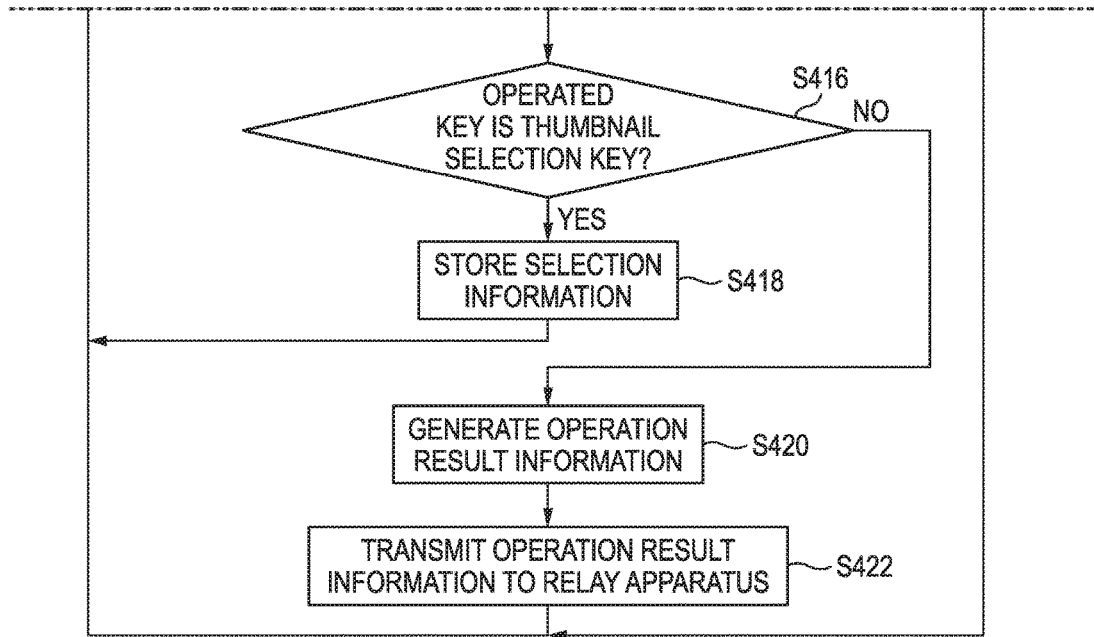 S416
OPERATED
KEY IS THUMBNAIL
SELECTION KEY?
NO
YES
STORE SELECTION
INFORMATION
S418
GENERATE OPERATION
RESULT INFORMATION
S420
TRANSMIT OPERATION RESULT
INFORMATION TO RELAY APPARATUS
S422